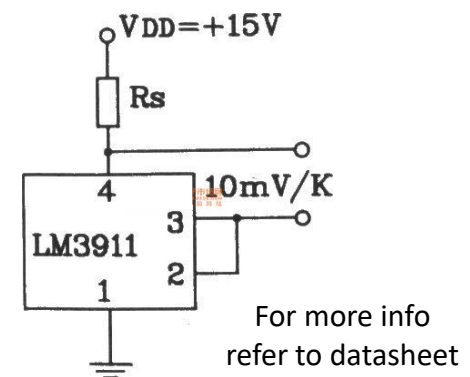 VDD=+15V
Rs
4
10mV/K
3
LM3911
2
1
For more info
refer to datasheet